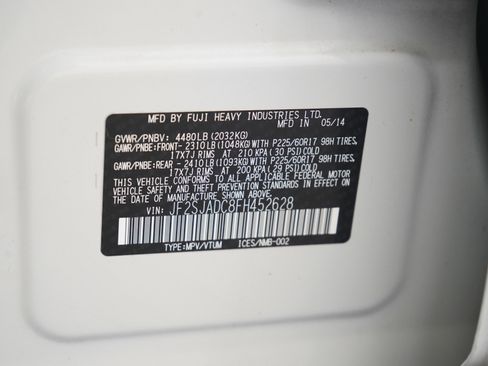 MFD BY FUJI HEAVY INDUSTRIES LTD.
MFD IN 05/14
GVWR/PNBV: 4480LB(2032KG)
GAWR/PNBE:FRONT- 2310LB(1048KG)WITH P225/60R17 98H TIRES,
17X7J RIMS AT 210 KPA(30 PSI)COLD
GAWR/PNBE:REAR -2410LB(1093KG)WITH P225/60R17 98H TIRES,
17X7J RIMS AT 200 KPA(29 PSI)COLD
THIS VEHICLE CONFORMS TO ALL APPLICABLE FEDERAL MOTOR
VEHICLE SAFETY AND THEFT PREVENTION STANDARDS
IN EFFECT ON THE DATE OF MANUFACTURE SHOWN ABOVE.
VIN: JF2SJADC8FH452628
TYPE:MPV/VTUM ICES/NMB-002